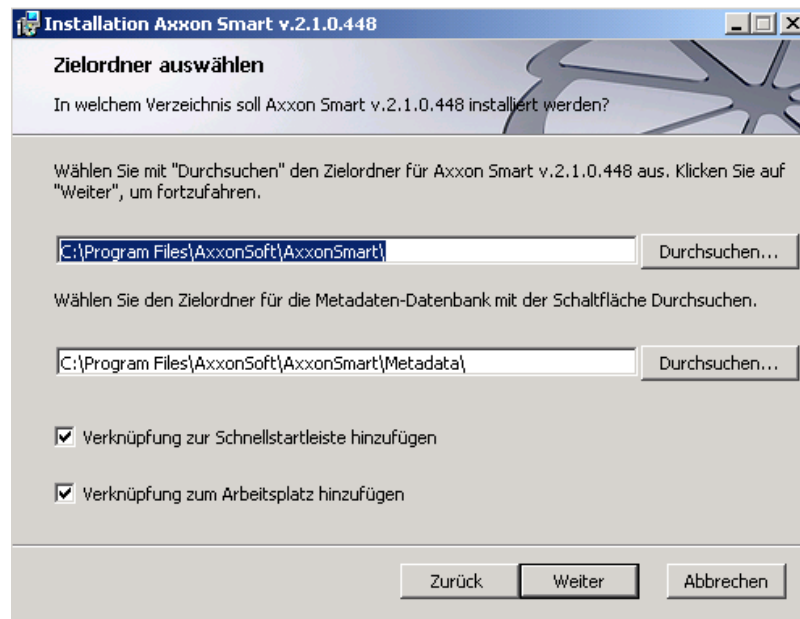 Installation Axxon Smart v.2.1.0.448
Zielordner auswählen
In welchem Verzeichnis soll Axxon Smart v.2.1.0.448 installiert werden?
Wählen Sie mit "Durchsuchen" den Zielordner für Axxon Smart v.2.1.0.448 aus. Klicken Sie auf
"Weiter", um fortzufahren.
C:\Program Files\AxxonSoft\AxxonSmart\
Durchsuchen...
Wählen Sie den Zielordner für die Metadaten-Datenbank mit der Schaltfläche Durchsuchen.
C:\Program Files\AxxonSoft\AxxonSmart\Metadata\
Durchsuchen...
Verknüpfung zur Schnellstartleiste hinzufügen
Verknüpfung zum Arbeitsplatz hinzufügen
Zurück
Weiter
Abbrechen